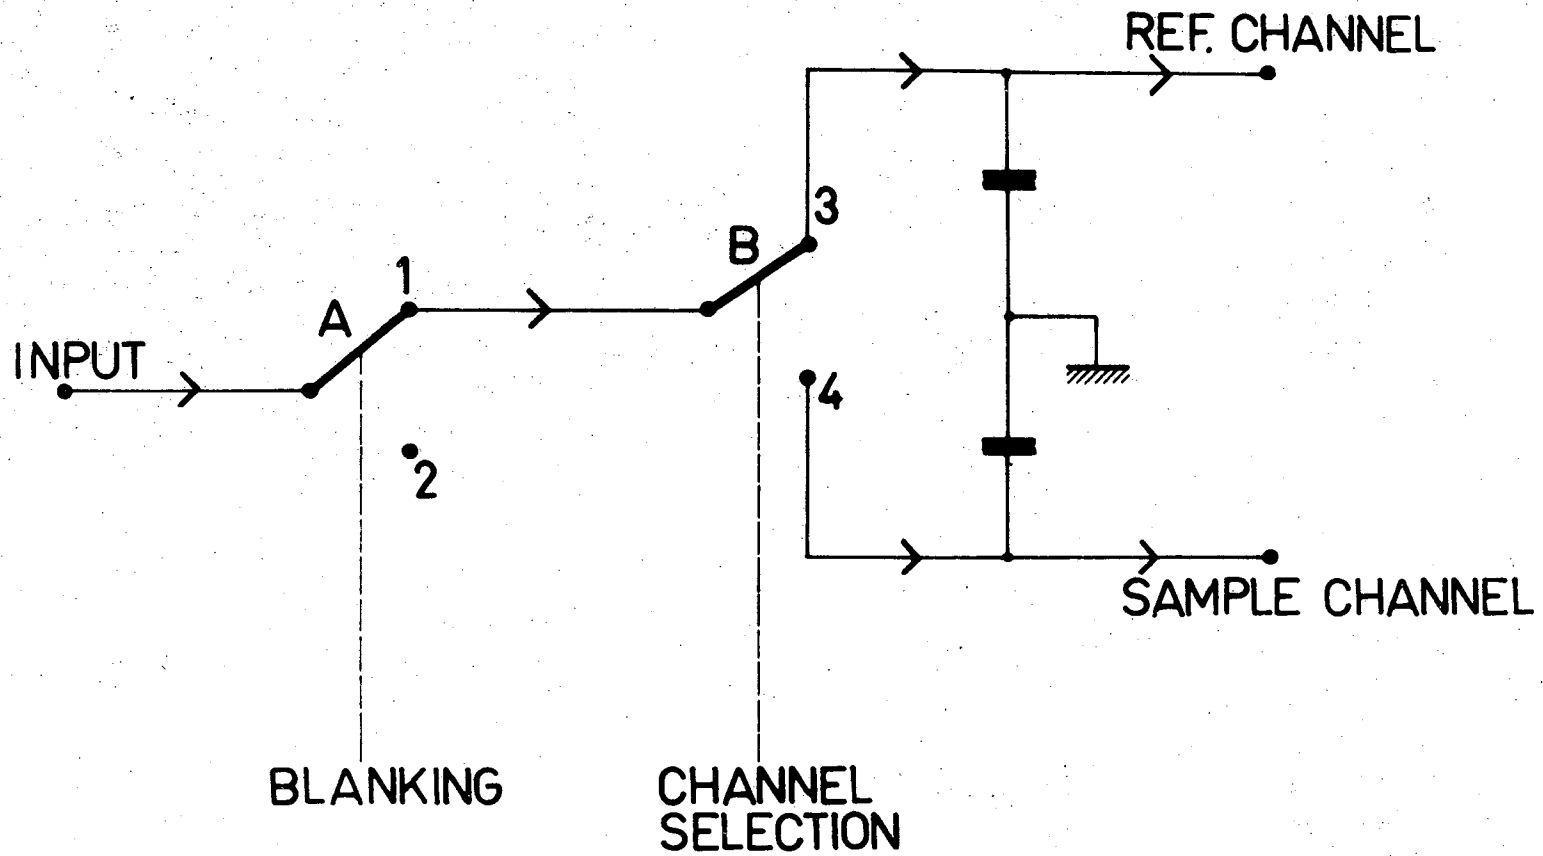 REF. CHANNEL
3
B
1
A
INPUT
4
2
SAMPLE CHANNEL
BLANKING
CHANNEL
SELECTION